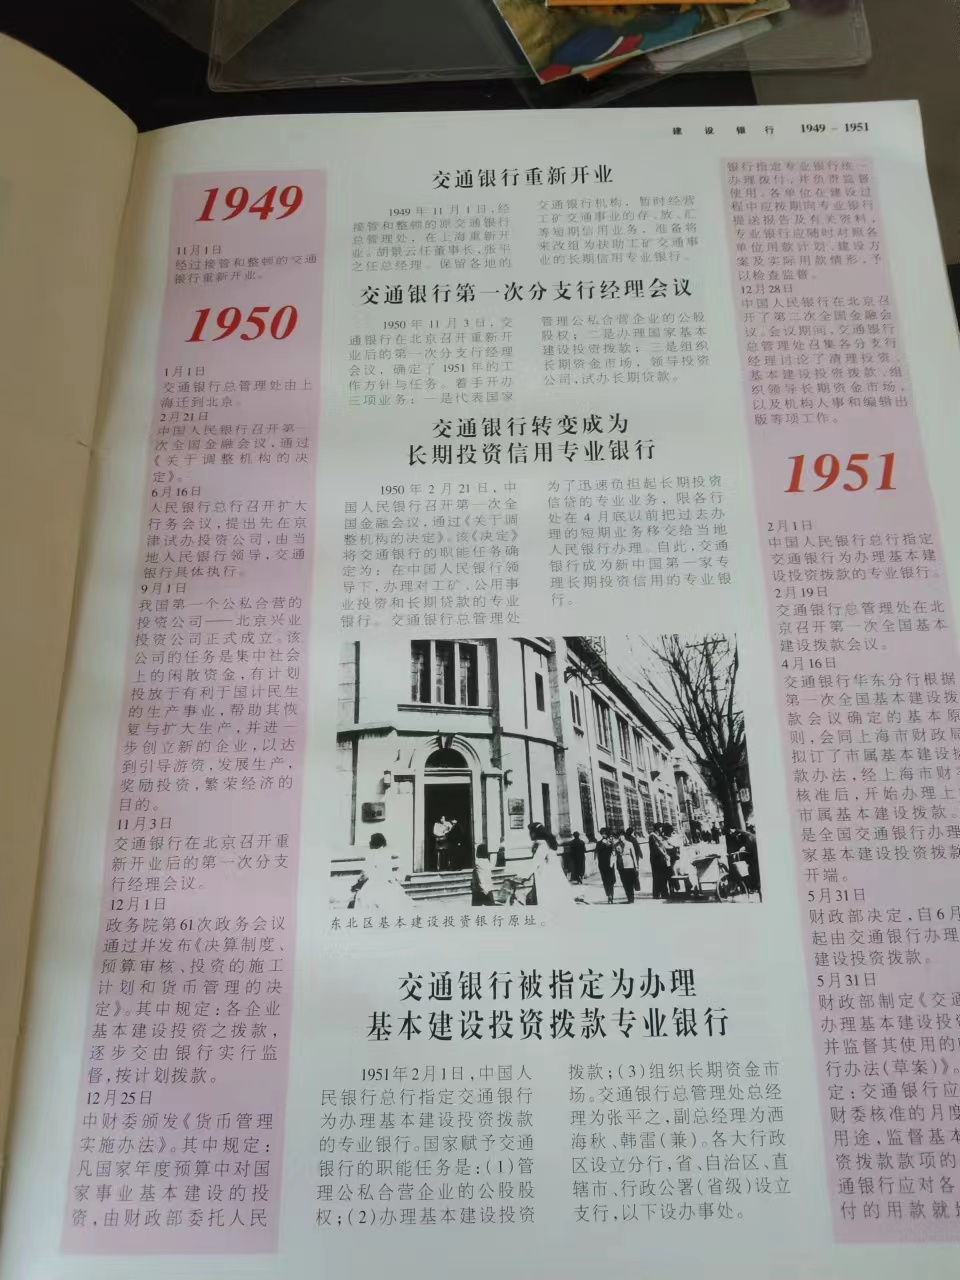 建设银行 1949－1951
1949
11月1日
经过接管和整顿的交通
银行重新开业。
1950
1月1日
交通银行总管理处由上
海迁到北京。
2月21日
中国人民银行召开第一
次全国金融会议，通过
《关于调整机构的决
定》。
6月16日
人民银行总行召开扩大
行务会议，提出先在京
津试办投资公司，由当
地人民银行领导，交通
银行具体执行。
9月1日
我国第一个公私合营的
投资公司——北京兴业
投资公司正式成立。该
公司的任务是集中社会
上的闲散资金，有计划
投放于有利于国计民生
的生产事业，帮助其恢
复与扩大生产，并进一
步创立新的企业，以达
到引导游资，发展生产，
奖励投资，繁荣经济的
目的。
11月3日
交通银行在北京召开重
新开业后的第一次分支
行经理会议。
12月1日
政务院第61次政务会议
通过并发布《决算制度、
预算审核、投资的施工
计划和货币管理的决
定》。其中规定：各企业
基本建设投资之拨款，
逐步交由银行实行监
督，按计划拨款。
12月25日
中财委颁发《货币管理
实施办法》。其中规定：
凡国家年度预算中对国
家事业基本建设的投
资，由财政部委托人民
交通银行重新开业
1949年11月1日，经
接管和整顿的原交通银行
总管理处，在上海重新开
业。胡景云任董事长，张平
之任总经理。保留各地的
交通银行机构，暂时经营
工矿交通事业的存、放、汇
等短期信用业务，准备将
来改组为扶助工矿交通事
业的长期信用专业银行。
交通银行第一次分支行经理会议
1950年11月3日，交
通银行在北京召开重新开
业后的第一次分支行经理
会议，确定了1951年的工
作方针与任务。着手开办
三项业务：一是代表国家
管理公私合营企业的公股
股权；二是办理国家基本
建设投资拨款；三是组织
长期资金市场，领导投资
公司，试办长期贷款。
交通银行转变成为
长期投资信用专业银行
1950年2月21日，中
国人民银行召开第一次全
国金融会议，通过《关于调
整机构的决定》。该《决定》
将交通银行的职能任务确
定为：在中国人民银行领
导下，办理对工矿、公用事
业投资和长期贷款的专业
银行。交通银行总管理处
为了迅速负担起长期投资
信贷的专业业务，限各行
处在4月底以前把过去办
理的短期业务移交给当地
人民银行办理。自此，交通
银行成为新中国第一家专
理长期投资信用的专业银
行。
东北区基本建设投资银行原址。
交通银行被指定为办理
基本建设投资拨款专业银行
1951年2月1日，中国人
民银行总行指定交通银行
为办理基本建设投资拨款
的专业银行。国家赋予交通
银行的职能任务是：(1)管
理公私合营企业的公股股
权；(2)办理基本建设投资
拨款；(3)组织长期资金市
场。交通银行总管理处总经
理为张平之，副总经理为洒
海秋、韩雷(兼)。各大行政
区设立分行，省、自治区、直
辖市、行政公署(省级)设立
支行，以下设办事处。
银行指定专业银行统一
办理拨付，并负责监督
使用。各单位在建设过
程中应按期向专业银行
提送报告及有关资料，
专业银行应随时对照各
单位用款计划、建设方
案及实际用款情形，予
以检查监督。
12月28日
中国人民银行在北京召
开了第二次全国金融会
议。会议期间，交通银行
总管理处召集各分支行
经理讨论了清理投资、
基本建设投资拨款、组
织领导长期资金市场，
以及机构人事和编辑出
版等项工作。
1951
2月1日
中国人民银行总行指定
交通银行为办理基本建
设投资拨款的专业银行。
2月19日
交通银行总管理处在北
京召开第一次全国基本
建设拨款会议。
4月16日
交通银行华东分行根据
第一次全国基本建设拨
款会议确定的基本原
则，会同上海市财政局
拟订了市属基本建设拨
款办法，经上海市财
核准后，开始办理上
市属基本建设拨款。
是全国交通银行办理
家基本建设投资拨款
开端。
5月31日
财政部决定，自6月
起由交通银行办理
建设投资拨款。
5月31日
财政部制定《交通
办理基本建设投资
并监督其使用的
行办法(草案)》。
定：交通银行应
财委核准的月度
用途，监督基本
资拨款款项的
通银行应对各
付的用款就